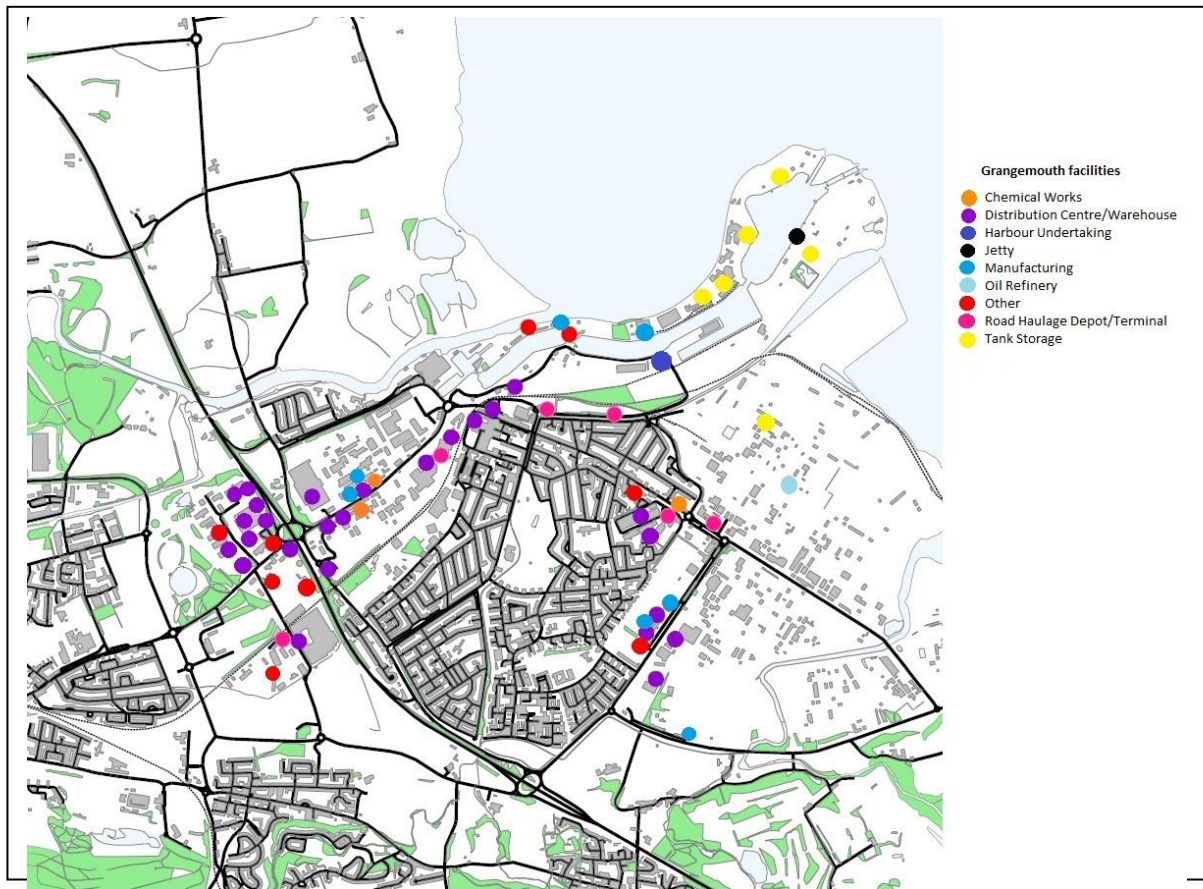 Grangemouth facilities
Chemical Works
Distribution Centre/Warehouse
Harbour Undertaking
Jetty
Manufacturing
Oil Refinery
Other
Road Haulage Depot/Terminal
Tank Storage